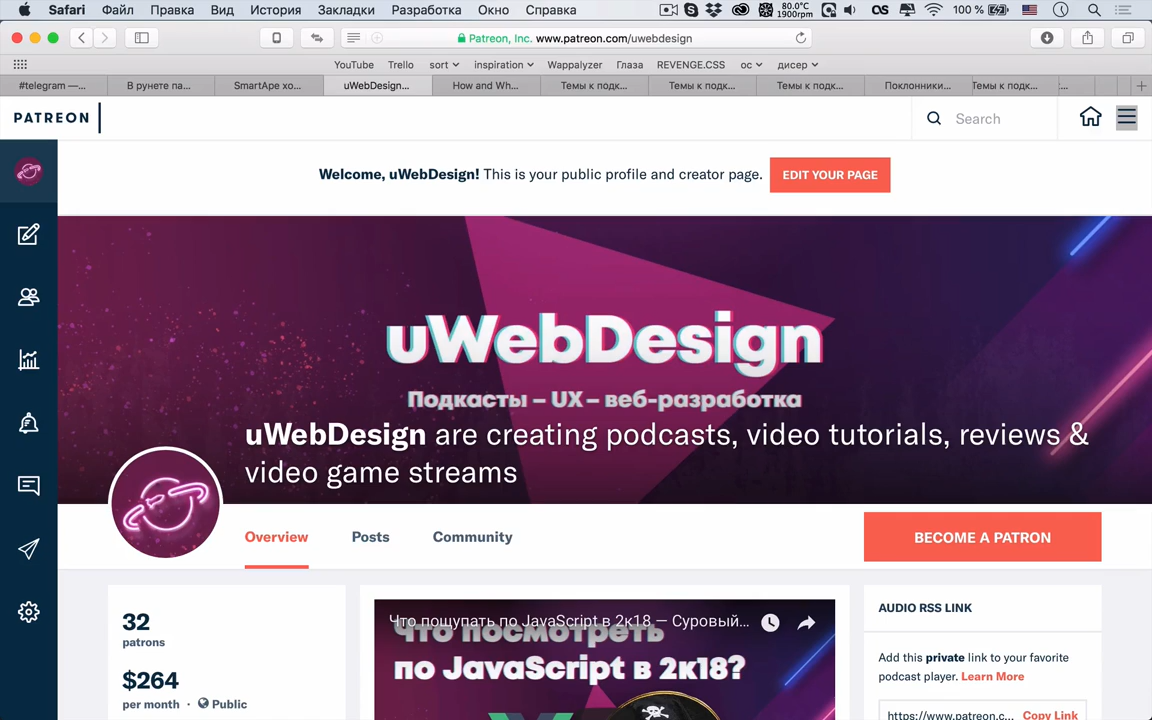 Safari Файл Правка Вид История Закладки Разработка Окно Справка 80.0°C 1900rpm 100 %
Patreon, Inc. www.patreon.com/uwebdesign
YouTube Trello sort inspiration Wappalyzer Глаза REVENGE.CSS ос дисер
#telegram —... В рунете па... SmartApe хо... uWebDesign... How and Wh... Темы к подк... Темы к подк... Темы к подк... Поклонники... Темы к подк...
PATREON Search
Welcome, uWebDesign! This is your public profile and creator page. EDIT YOUR PAGE
uWebDesign
Подкасты – UX – веб-разработка
uWebDesign are creating podcasts, video tutorials, reviews &
video game streams
Overview Posts Community BECOME A PATRON
32
patrons
$264
per month · Public
Что пощупать по JavaScript в 2к18 — Суровый...
Что посмотреть
по JavaScript в 2к18?
AUDIO RSS LINK
Add this private link to your favorite
podcast player. Learn More
https://www.patreon.c... Copy Link